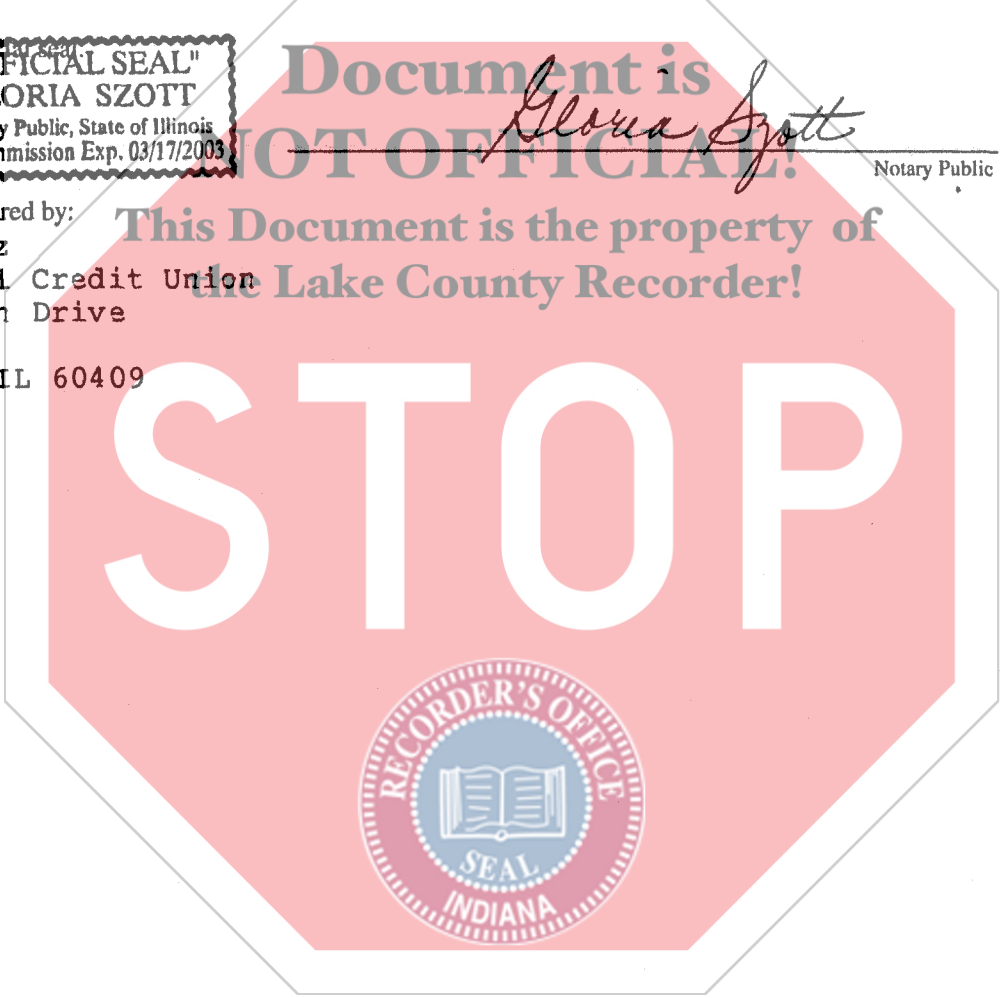 Document is
FICIAL SEAL"
ORIA SZOTT
y Public, State of Illinois
mmission Exp. 03/17/2003
Gloria Szott
NOT OFFICIAL!
Notary Public
red by:
This Document is the property of
z
l Credit Union
the Lake County Recorder!
n Drive
IL 60409
STOP
RECORDER'S OFFICE
SEAL
INDIANA